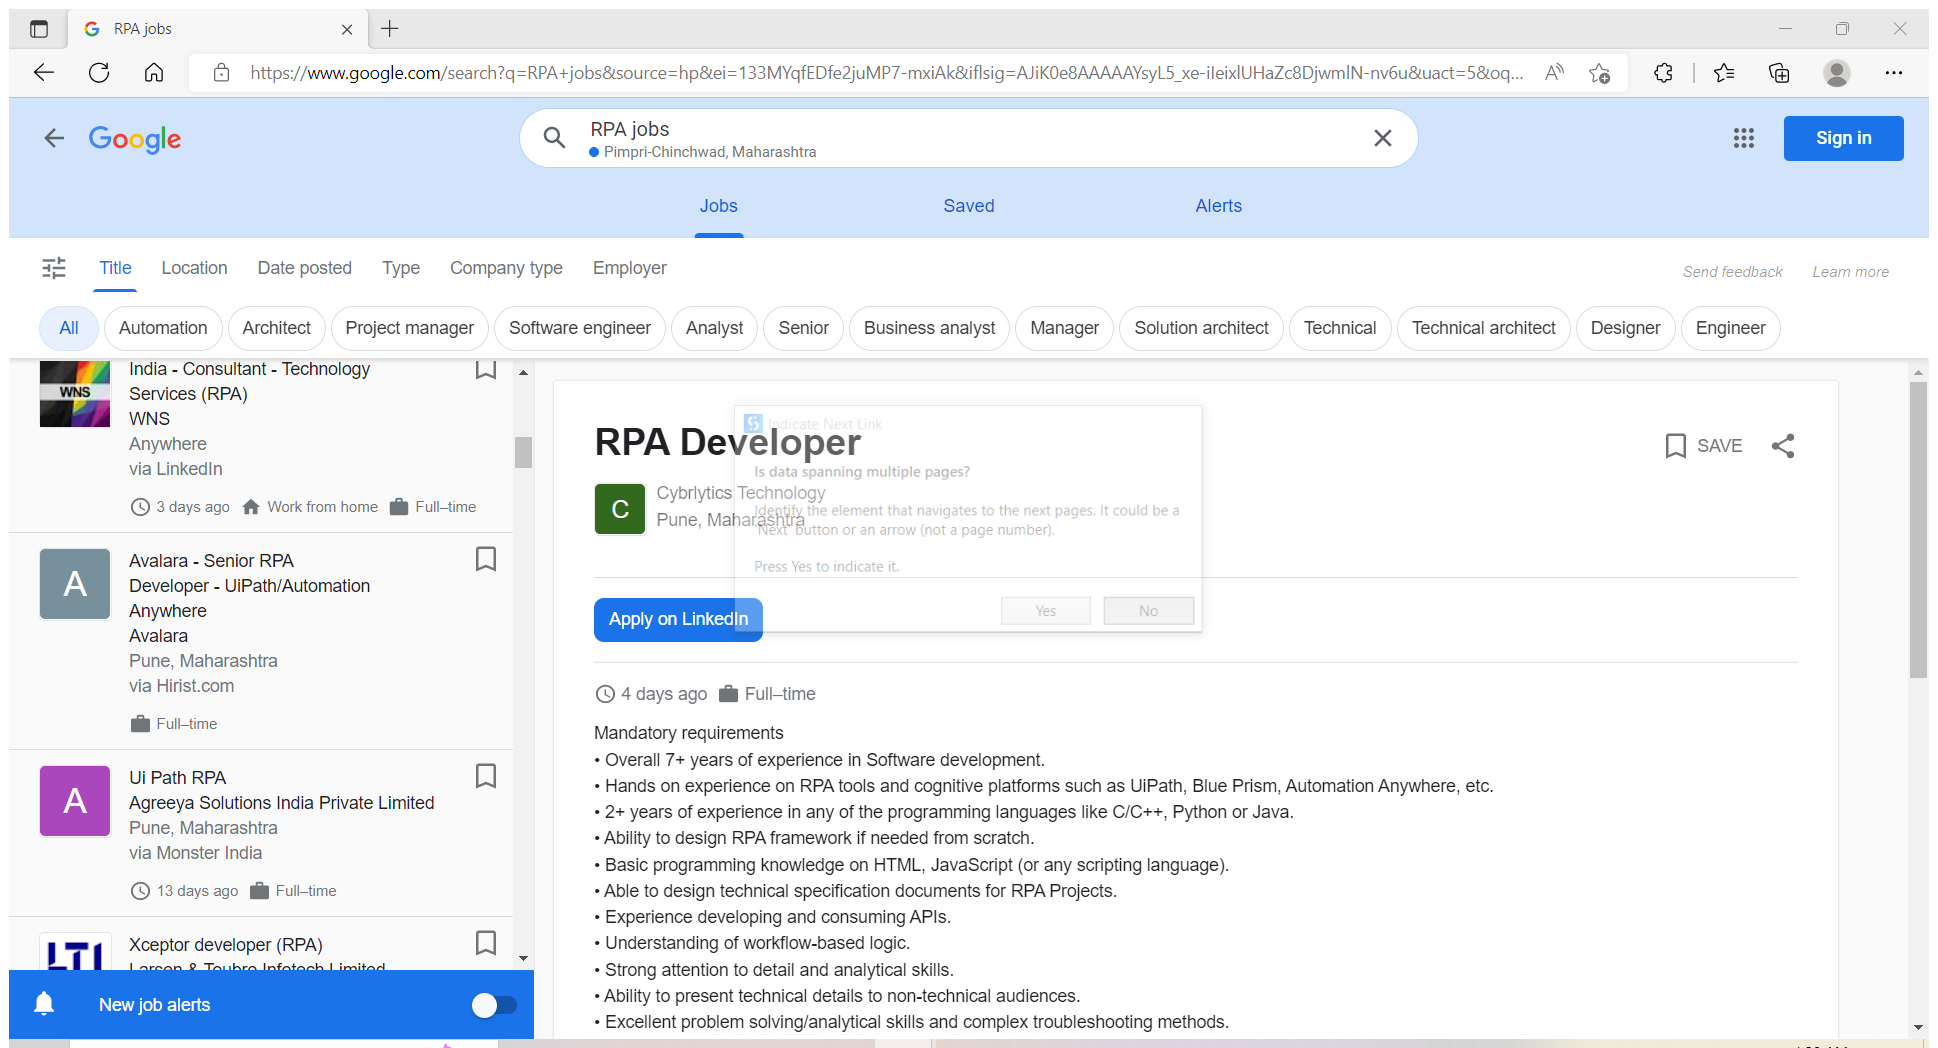 RPA jobs
https://www.google.com/search?q=RPA+jobs&source=hp&ei=133MYqfEDfe2juMP7-mxiAk&iflsig=AJiK0e8AAAAAYsyL5_xe-iIeixlUHaZc8DjwmlN-nv6u&uact=5&oq...
Google
RPA jobs
Pimpri-Chinchwad, Maharashtra
Sign in
Jobs Saved Alerts
Title Location Date posted Type Company type Employer
Send feedback Learn more
All Automation Architect Project manager Software engineer Analyst Senior Business analyst Manager Solution architect Technical Technical architect Designer Engineer
WNS
India - Consultant - Technology
Services (RPA)
WNS
Anywhere
via LinkedIn
3 days ago Work from home Full–time
A
Avalara - Senior RPA
Developer - UiPath/Automation
Anywhere
Avalara
Pune, Maharashtra
via Hirist.com
Full–time
A
Ui Path RPA
Agreeya Solutions India Private Limited
Pune, Maharashtra
via Monster India
13 days ago Full–time
LTI
Xceptor developer (RPA)
Larsen & Toubro Infotech Limited
New job alerts
RPA Developer
SAVE
C
Cybrlytics Technology
Pune, Maharashtra
Apply on LinkedIn
Indicate Next Link
Is data spanning multiple pages?
Identify the element that navigates to the next pages. It could be a
'Next' button or an arrow (not a page number).
Press Yes to indicate it.
Yes No
4 days ago Full–time
Mandatory requirements
• Overall 7+ years of experience in Software development.
• Hands on experience on RPA tools and cognitive platforms such as UiPath, Blue Prism, Automation Anywhere, etc.
• 2+ years of experience in any of the programming languages like C/C++, Python or Java.
• Ability to design RPA framework if needed from scratch.
• Basic programming knowledge on HTML, JavaScript (or any scripting language).
• Able to design technical specification documents for RPA Projects.
• Experience developing and consuming APIs.
• Understanding of workflow-based logic.
• Strong attention to detail and analytical skills.
• Ability to present technical details to non-technical audiences.
• Excellent problem solving/analytical skills and complex troubleshooting methods.